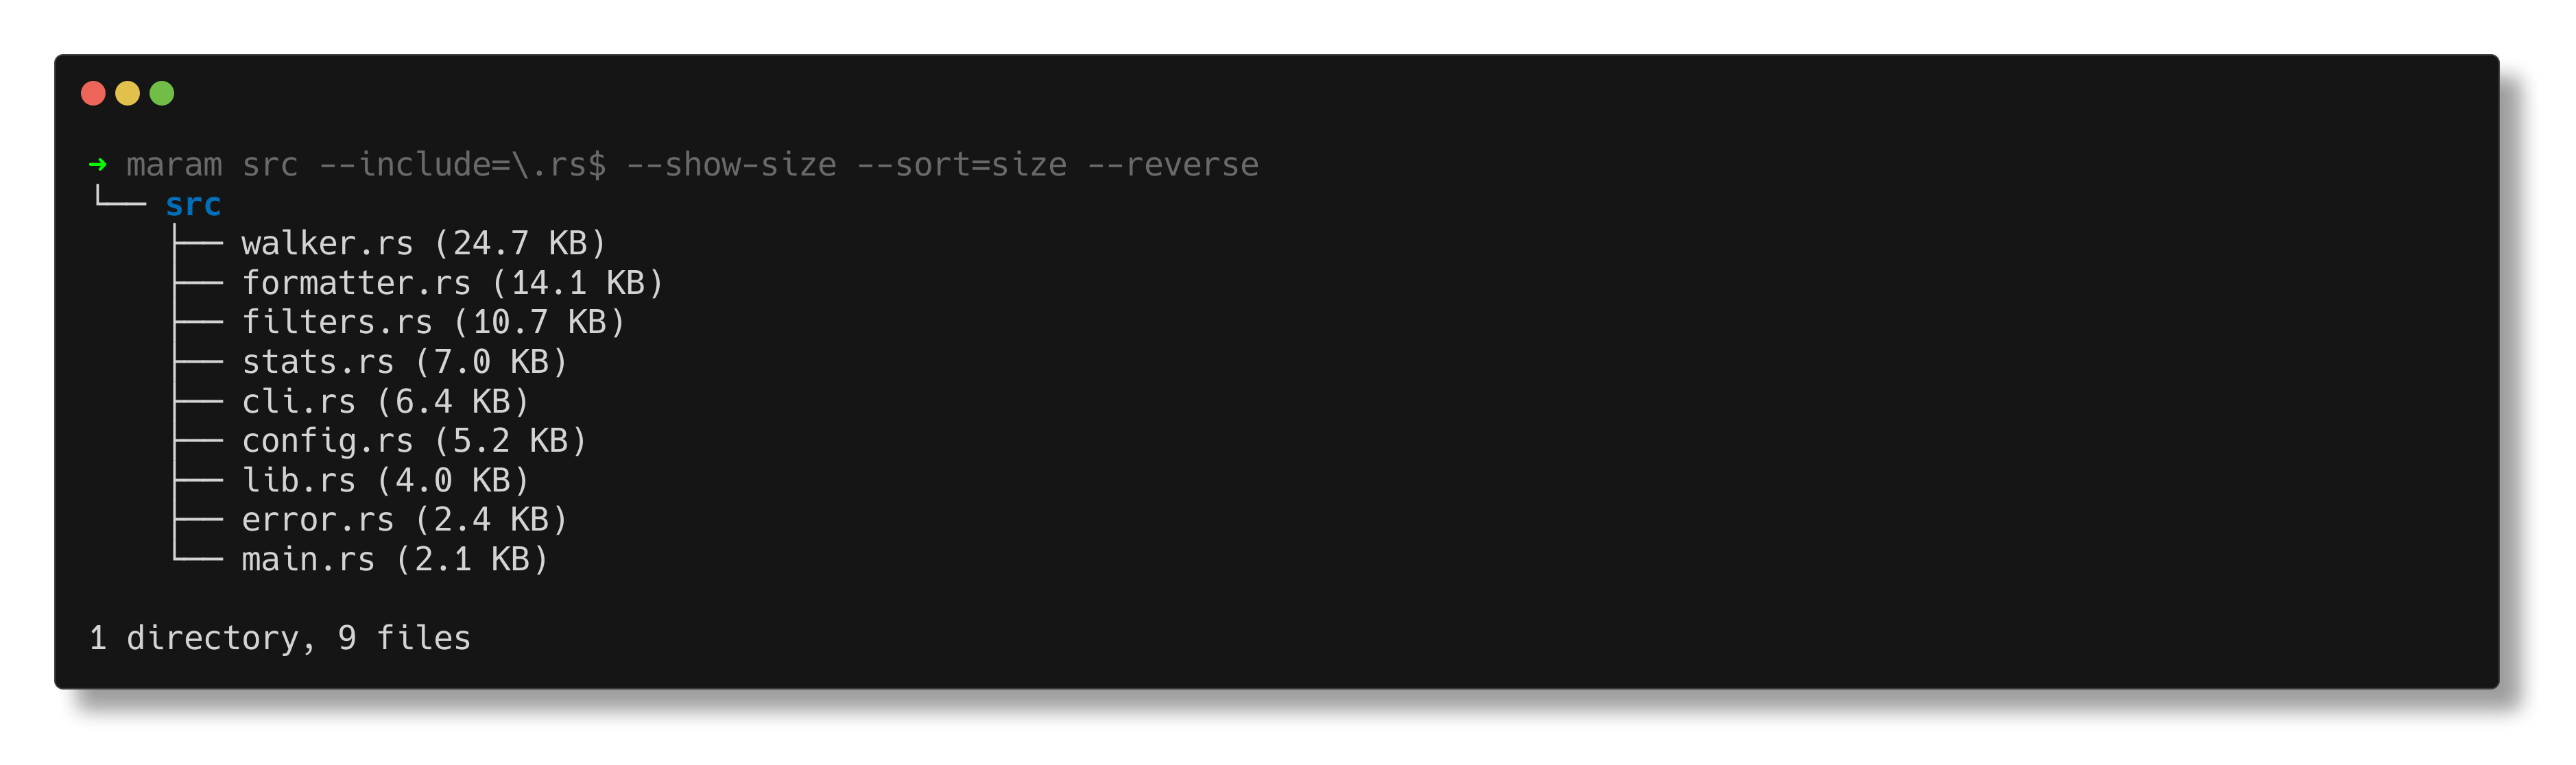 ➜ maram src --include=\.rs$ --show-size --sort=size --reverse
└── src
    ├── walker.rs (24.7 KB)
    ├── formatter.rs (14.1 KB)
    ├── filters.rs (10.7 KB)
    ├── stats.rs (7.0 KB)
    ├── cli.rs (6.4 KB)
    ├── config.rs (5.2 KB)
    ├── lib.rs (4.0 KB)
    ├── error.rs (2.4 KB)
    └── main.rs (2.1 KB)

1 directory, 9 files